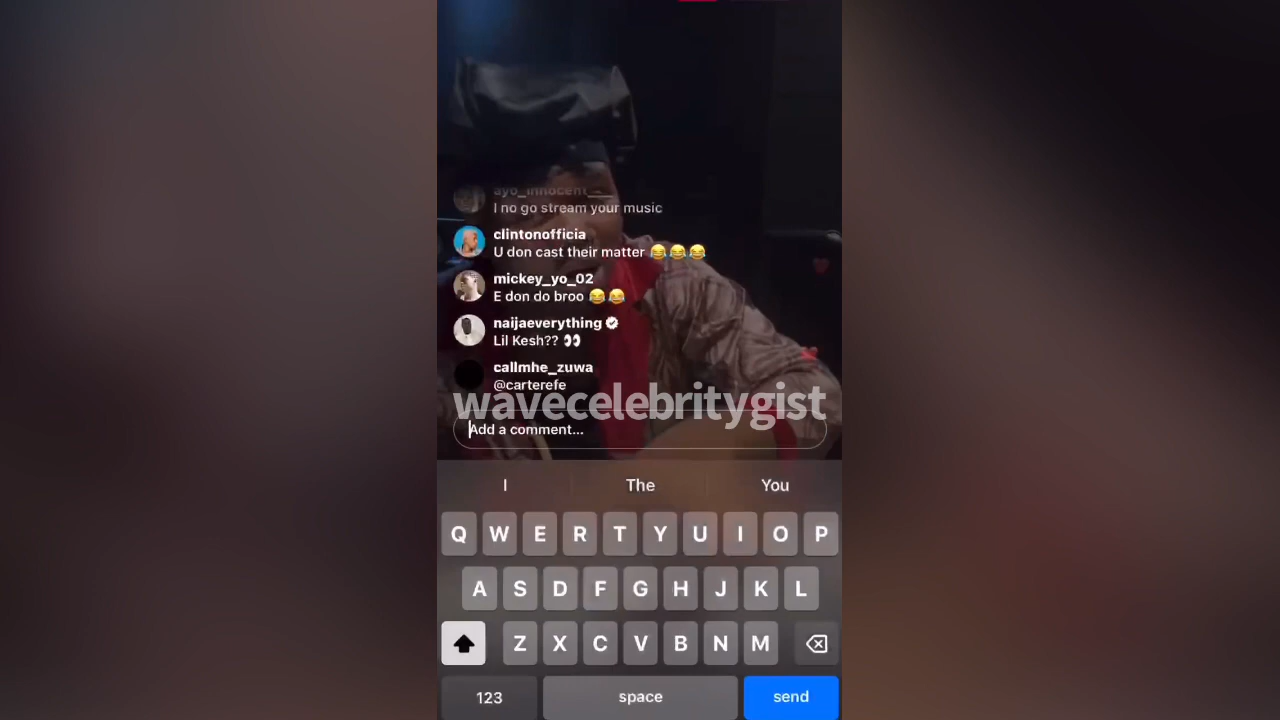 ayo_innocent___
I no go stream your music
clintonofficia
U don cast their matter 😂😂😂
mickey_yo_02
E don do broo 😂😂
naijaeverything
Lil Kesh?? 👀
callmhe_zuwa
@carterefe
wavecelebritygist
Add a comment...
I The You
Q W E R T Y U I O P
A S D F G H J K L
Z X C V B N M
123 space send